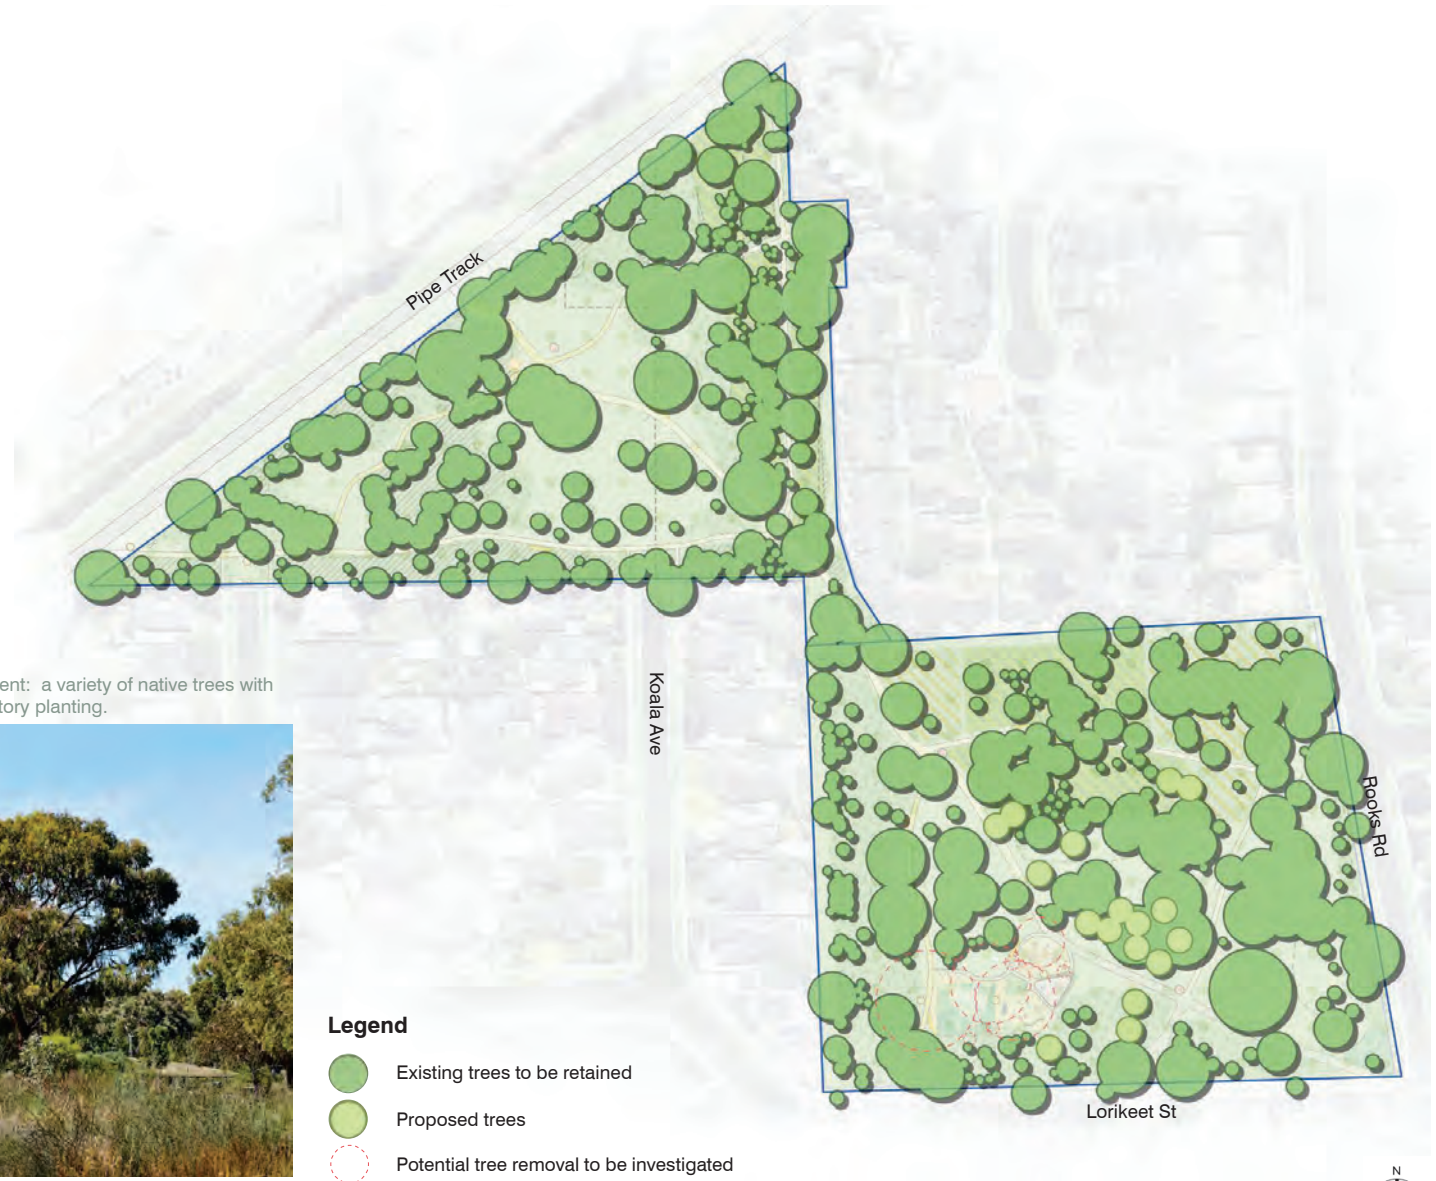 Pipe Track
Koala Ave
Rooks Rd
Lorikeet St
ent: a variety of native trees with
tory planting.
Legend
Existing trees to be retained
Proposed trees
Potential tree removal to be investigated
N